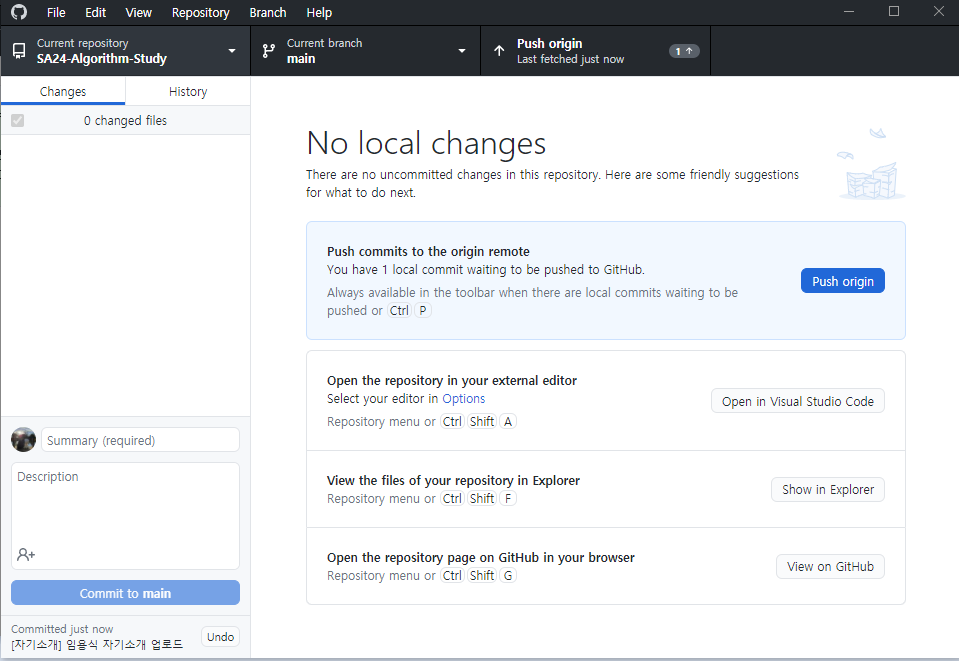 File Edit View Repository Branch Help
Current repository
SA24-Algorithm-Study
Current branch
main
Push origin
Last fetched just now
1
Changes History
0 changed files
No local changes
There are no uncommitted changes in this repository. Here are some friendly suggestions
for what to do next.
Push commits to the origin remote
You have 1 local commit waiting to be pushed to GitHub.
Always available in the toolbar when there are local commits waiting to be
pushed or Ctrl P
Push origin
Open the repository in your external editor
Select your editor in Options
Repository menu or Ctrl Shift A
Open in Visual Studio Code
View the files of your repository in Explorer
Repository menu or Ctrl Shift F
Show in Explorer
Open the repository page on GitHub in your browser
Repository menu or Ctrl Shift G
View on GitHub
Summary (required)
Description
Commit to main
Committed just now
[자기소개] 임용식 자기소개 업로드
Undo